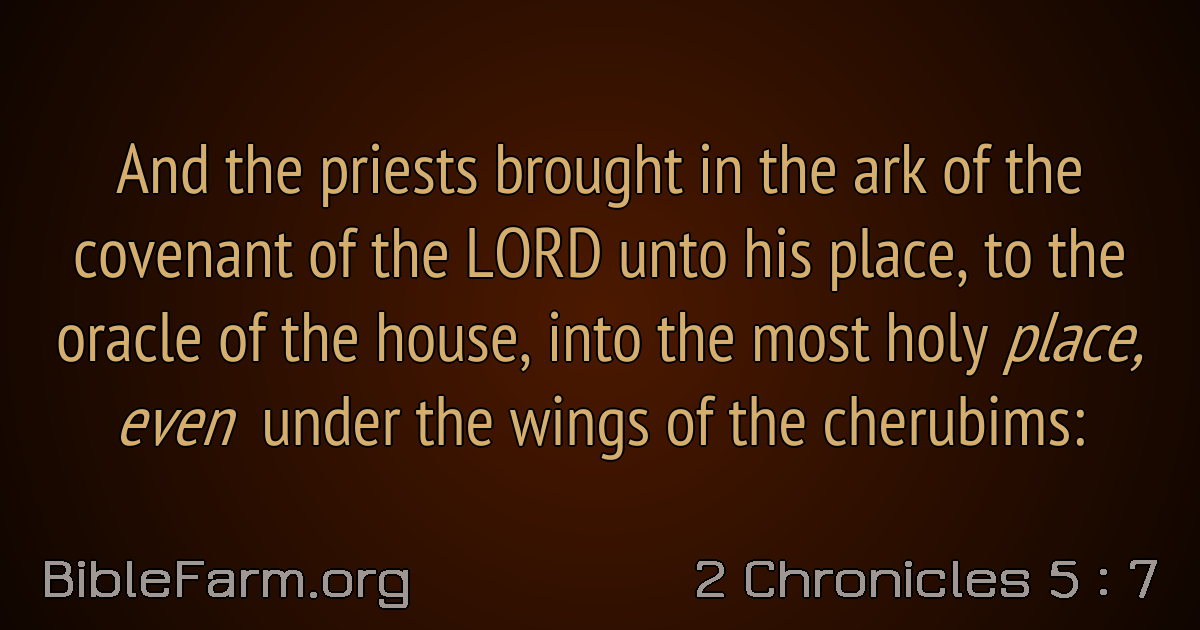 And the priests brought in the ark of the
covenant of the LORD unto his place, to the
oracle of the house, into the most holy place,
even under the wings of the cherubims:
BibleFarm.org
2 Chronicles 5 : 7